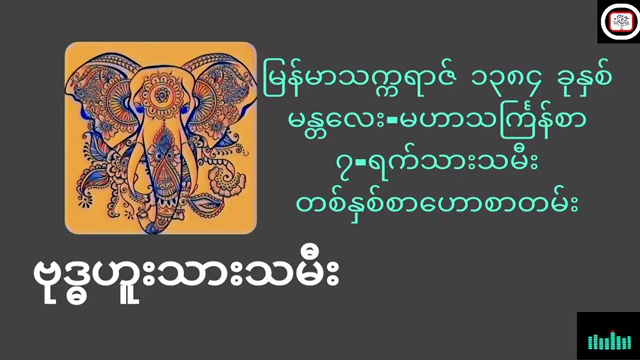 မြန်မာသက္ကရာဇ် ၁၃၈၄ ခုနှစ်
မန္တလေး-မဟာသင်္ကြန်စာ
၇-ရက်သားသမီး
တစ်နှစ်စာဟောစာတမ်း
ဗုဒ္ဓဟူးသားသမီး